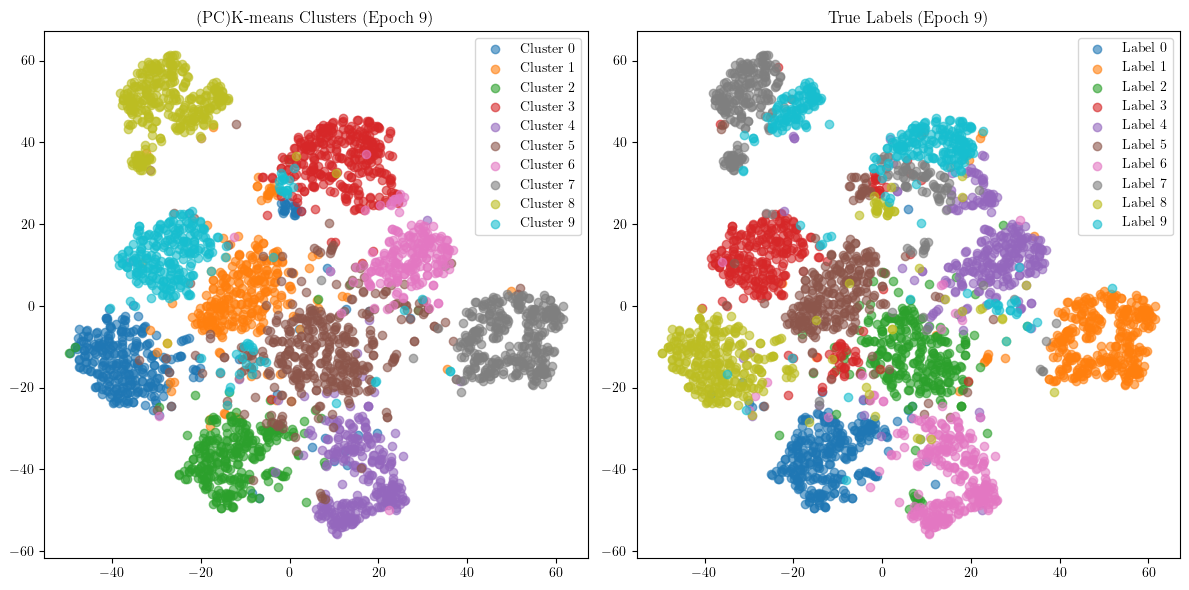 (PC)K-means Clusters (Epoch 9)
Cluster 0
Cluster 1
Cluster 2
Cluster 3
Cluster 4
Cluster 5
Cluster 6
Cluster 7
Cluster 8
Cluster 9
60
40
20
0
−20
−40
−60
−40
−20
0
20
40
60
True Labels (Epoch 9)
Label 0
Label 1
Label 2
Label 3
Label 4
Label 5
Label 6
Label 7
Label 8
Label 9
60
40
20
0
−20
−40
−60
−40
−20
0
20
40
60